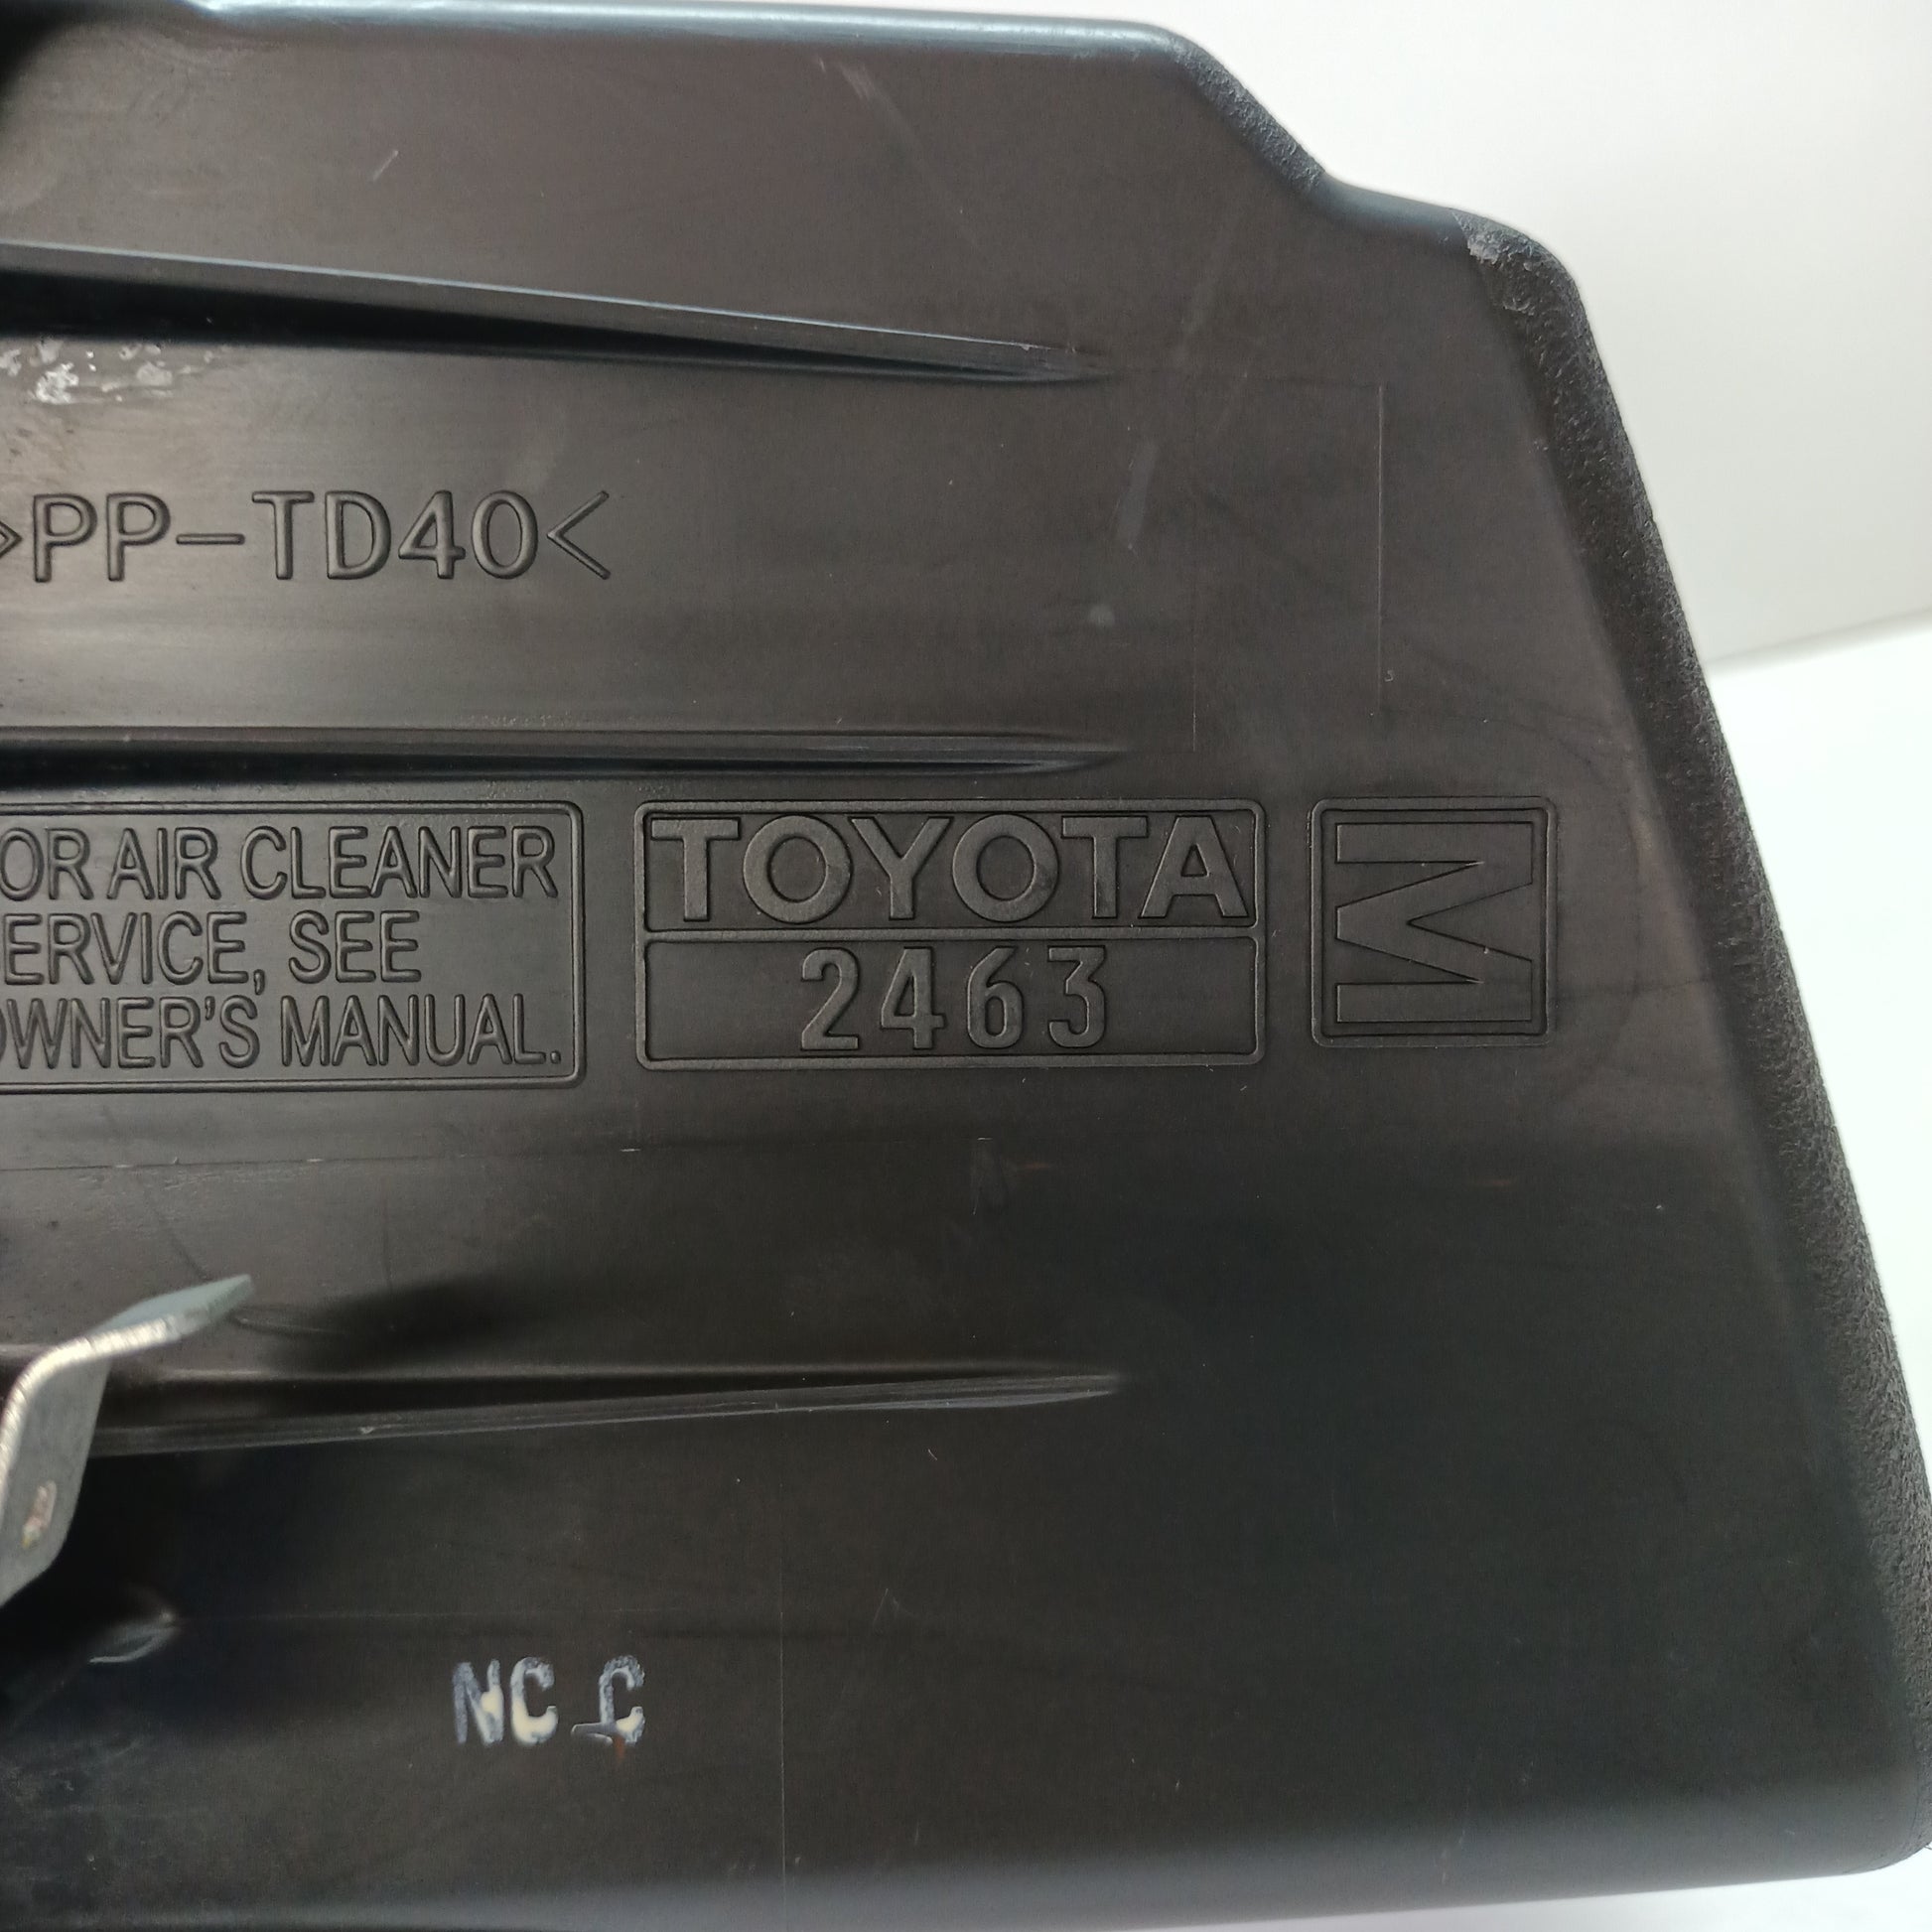 >PP-TD40<
OR AIR CLEANER
ERVICE, SEE
OWNER'S MANUAL.
TOYOTA
2463
M
NC C